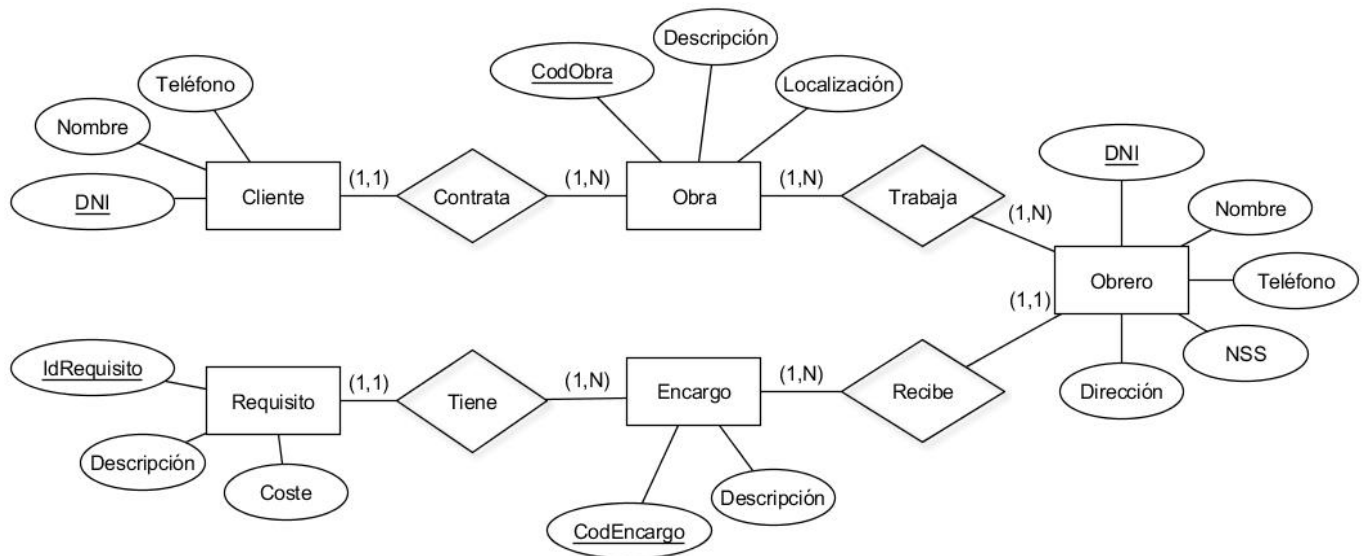 Descripción
CodObra
Teléfono
Localización
Nombre
DNI
Cliente
(1,1)
Contrata
(1,N)
Obra
(1,N)
Trabaja
(1,N)
DNI
Nombre
Obrero
Teléfono
NSS
Dirección
(1,1)
IdRequisito
Requisito
(1,1)
Tiene
(1,N)
Encargo
(1,N)
Recibe
Descripción
Coste
Descripción
CodEncargo